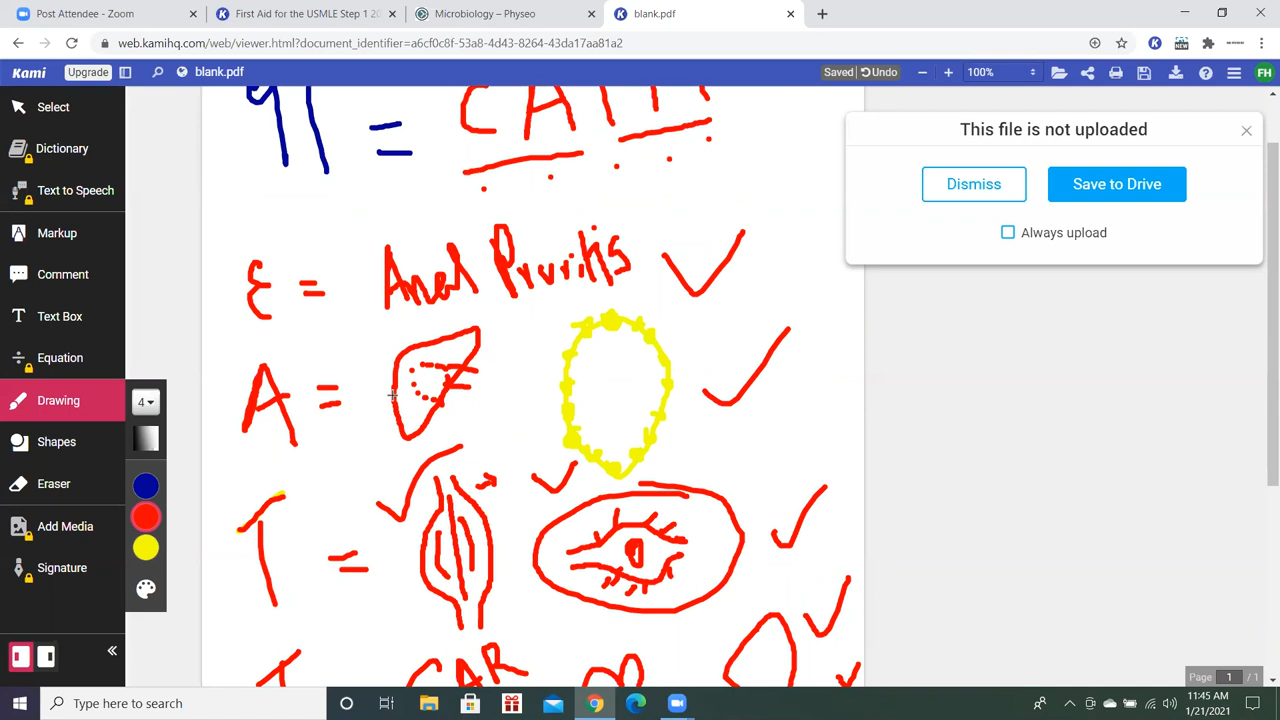 Post Attendee - Zoom
First Aid for the USMLE Step 1 20
Microbiology – Physeo
blank.pdf
web.kamihq.com/web/viewer.html?document_identifier=a6cf0c8f-53a8-4d43-8264-43da17aa81a2
NEW
Kami
Upgrade
blank.pdf
Saved Undo
100%
FH
Select
Dictionary
Text to Speech
Markup
Comment
Text Box
Equation
Drawing
Shapes
Eraser
Add Media
Signature
4
This file is not uploaded
Dismiss
Save to Drive
Always upload
=
E = Anal Pruritis
A =
T =
T
CAR
Page 1 / 1
Type here to search
11:45 AM
1/21/2021